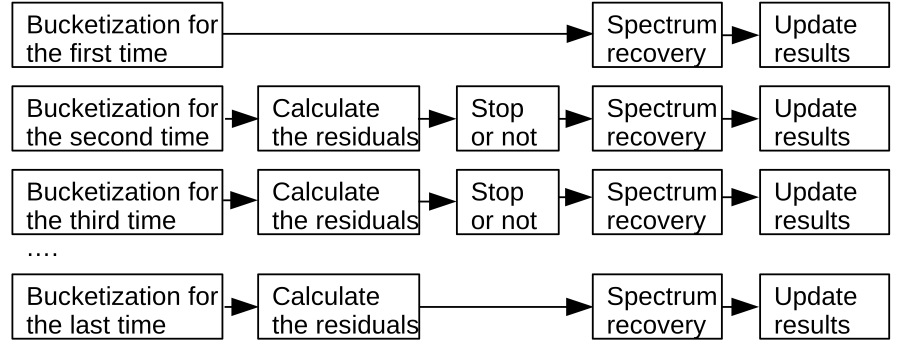 Bucketization for
the first time
Spectrum
recovery
Update
results
Bucketization for
the second time
Calculate
the residuals
Stop
or not
Spectrum
recovery
Update
results
Bucketization for
the third time
Calculate
the residuals
Stop
or not
Spectrum
recovery
Update
results
....
Bucketization for
the last time
Calculate
the residuals
Spectrum
recovery
Update
results